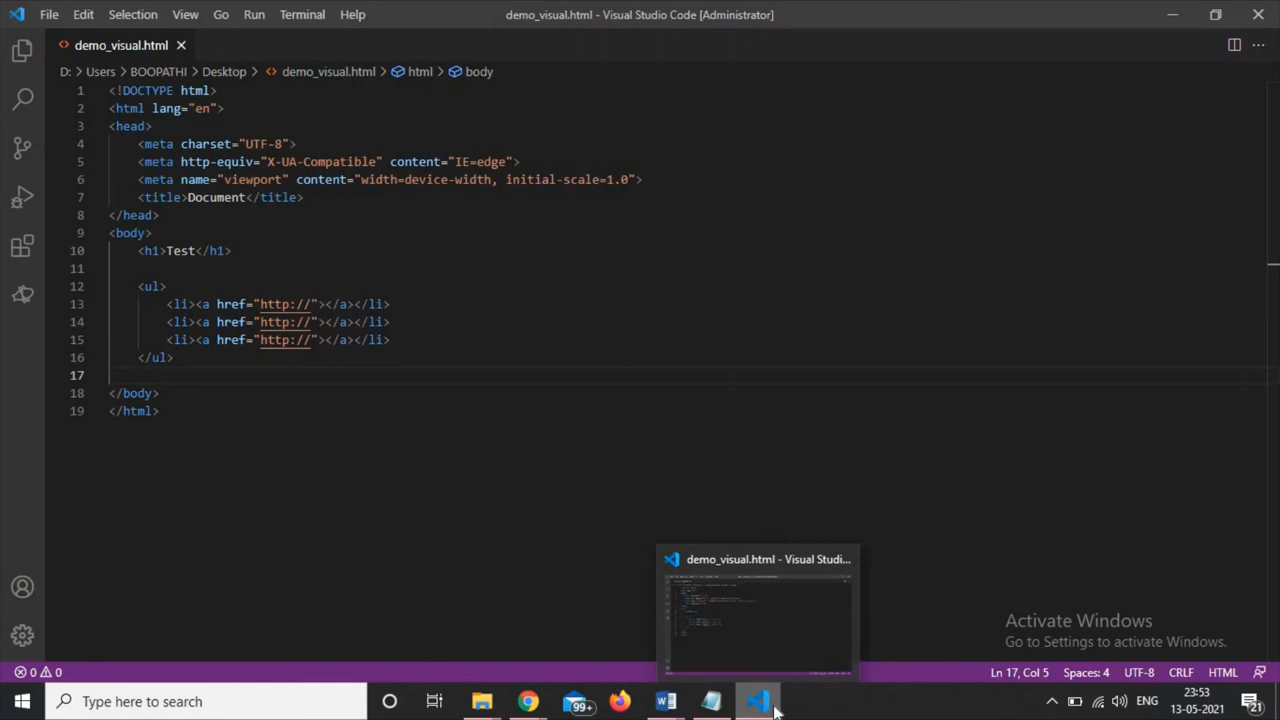 File Edit Selection View Go Run Terminal Help demo_visual.html - Visual Studio Code [Administrator]
demo_visual.html
D: > Users > BOOPATHI > Desktop > demo_visual.html > html > body
1 <!DOCTYPE html>
2 <html lang="en">
3 <head>
4 <meta charset="UTF-8">
5 <meta http-equiv="X-UA-Compatible" content="IE=edge">
6 <meta name="viewport" content="width=device-width, initial-scale=1.0">
7 <title>Document</title>
8 </head>
9 <body>
10 <h1>Test</h1>
11
12 <ul>
13 <li><a href="http://"></a></li>
14 <li><a href="http://"></a></li>
15 <li><a href="http://"></a></li>
16 </ul>
17
18 </body>
19 </html>
demo_visual.html - Visual Studi...
Activate Windows
Go to Settings to activate Windows.
0 0 Ln 17, Col 5 Spaces: 4 UTF-8 CRLF HTML
Type here to search 99+ ENG 23:53
13-05-2021 21